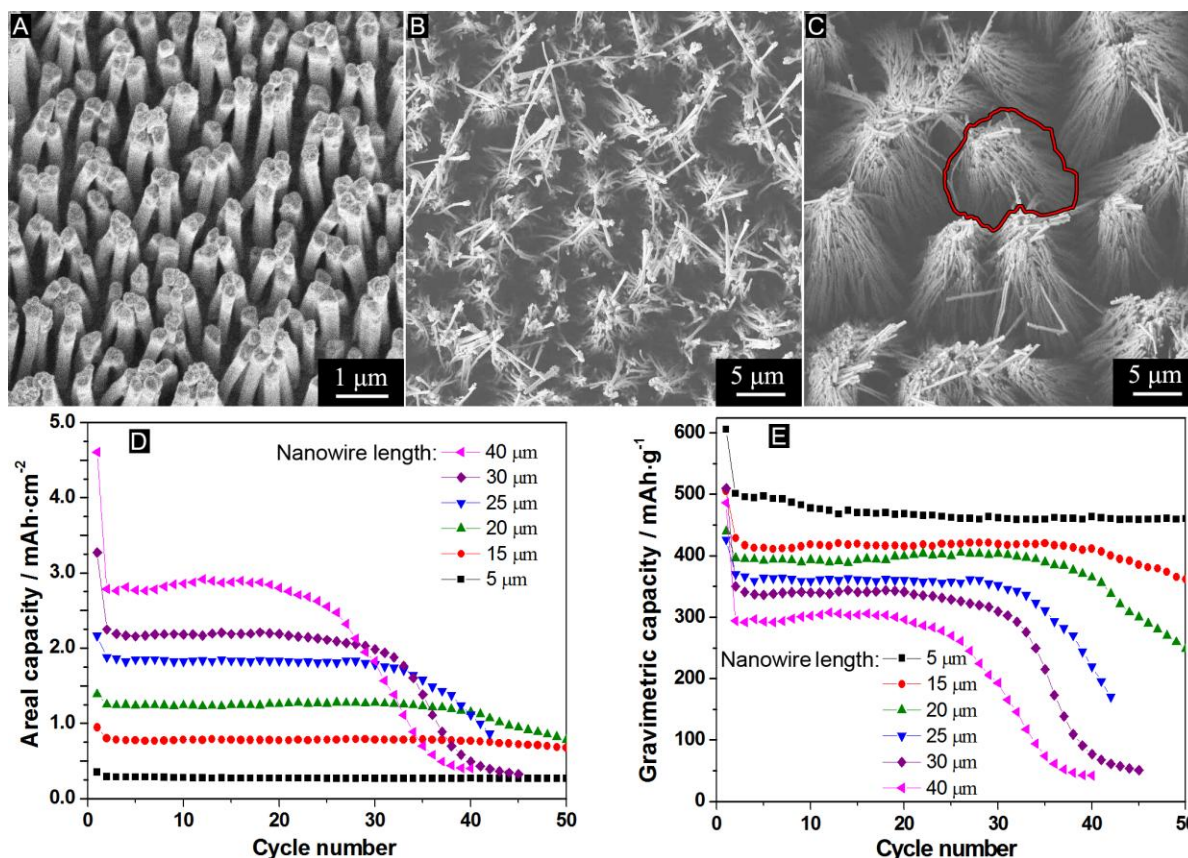 A
B
C
1 μm
5 μm
5 μm
D
Nanowire length:
40 μm
30 μm
25 μm
20 μm
15 μm
5 μm
5.0
4.0
3.0
2.0
1.0
0.0
Areal capacity / mAh·cm⁻²
0 10 20 30 40 50
Cycle number
E
600
500
400
300
200
100
0
Gravimetric capacity / mAh·g⁻¹
Nanowire length:
5 μm
15 μm
20 μm
25 μm
30 μm
40 μm
0 10 20 30 40 50
Cycle number